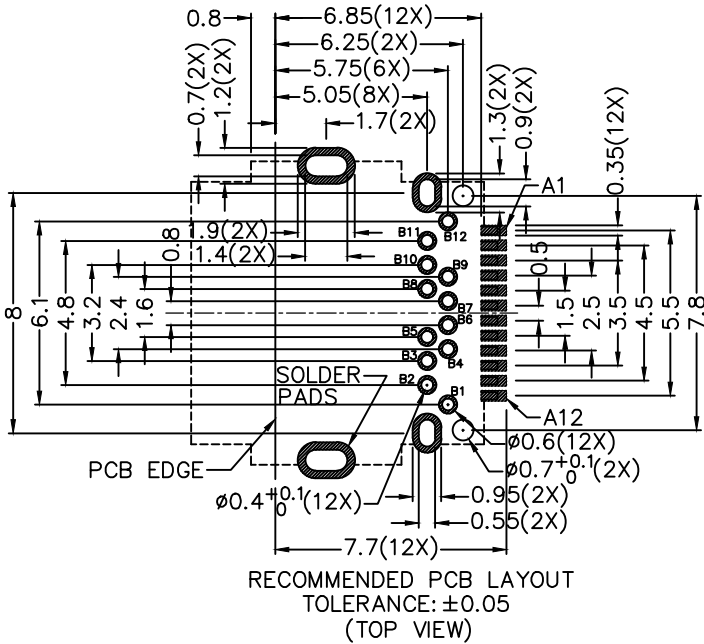 0.8
6.85(12X)
6.25(2X)
5.75(6X)
5.05(8X)
1.7(2X)
0.7(2X)
1.2(2X)
1.3(2X)
0.9(2X)
0.35(12X)
A1
B11
B12
1.9(2X)
1.4(2X)
B10
B9
B8
B7
B6
B5
B4
B3
B2
B1
8
6.1
4.8
3.2
2.4
1.6
0.8
0.5
1.5
2.5
3.5
4.5
5.5
7.8
SOLDER
PADS
A12
PCB EDGE
ø0.6(12X)
ø0.7+0.1 0(2X)
ø0.4+0.1 0(12X)
0.95(2X)
0.55(2X)
7.7(12X)
RECOMMENDED PCB LAYOUT
TOLERANCE: ±0.05
(TOP VIEW)